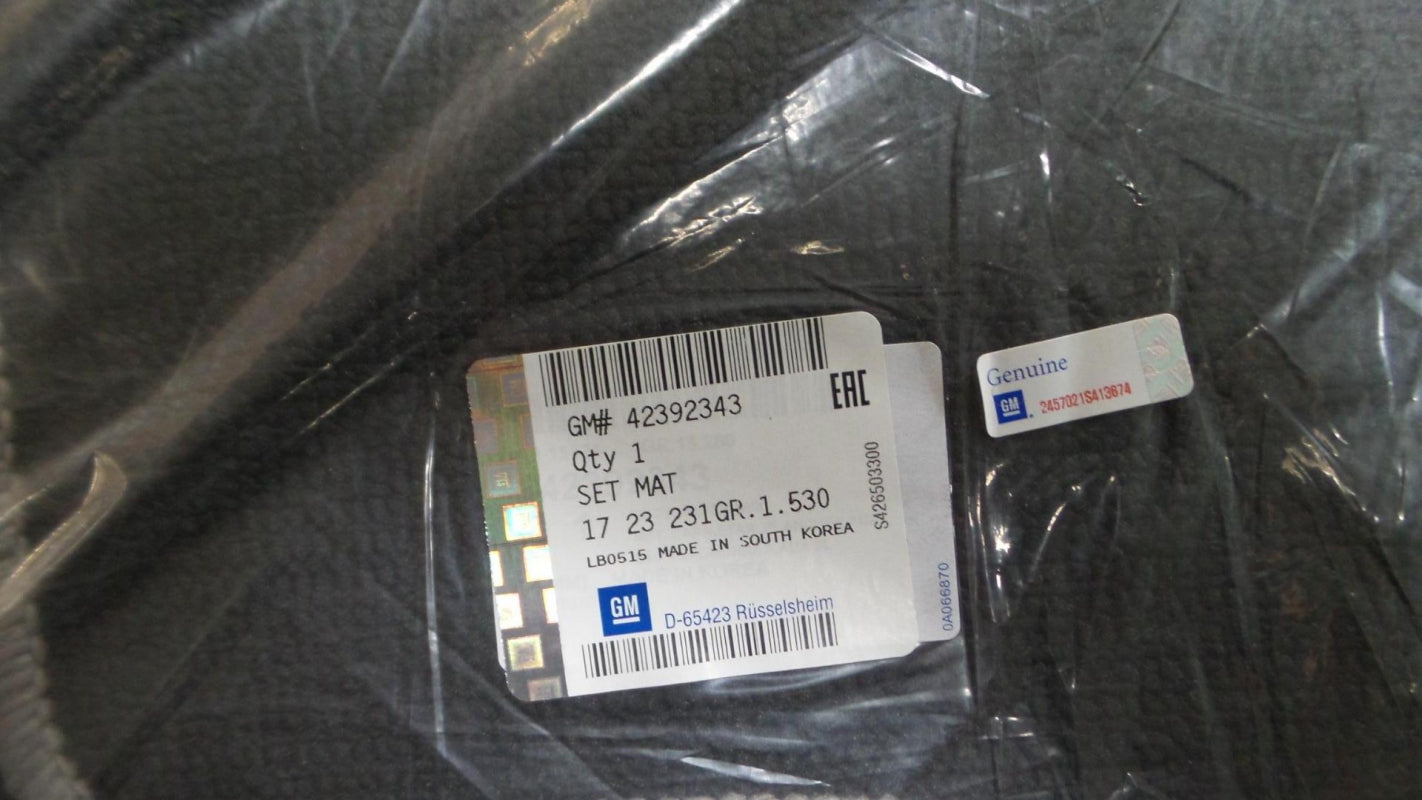 EAC
GM# 42392343
Qty 1
SET MAT
17 23 231GR.1.530
LB0515 MADE IN SOUTH KOREA
S426503300
GM D-65423 Rüsselsheim
0A066870
Genuine
GM 2457021S413674